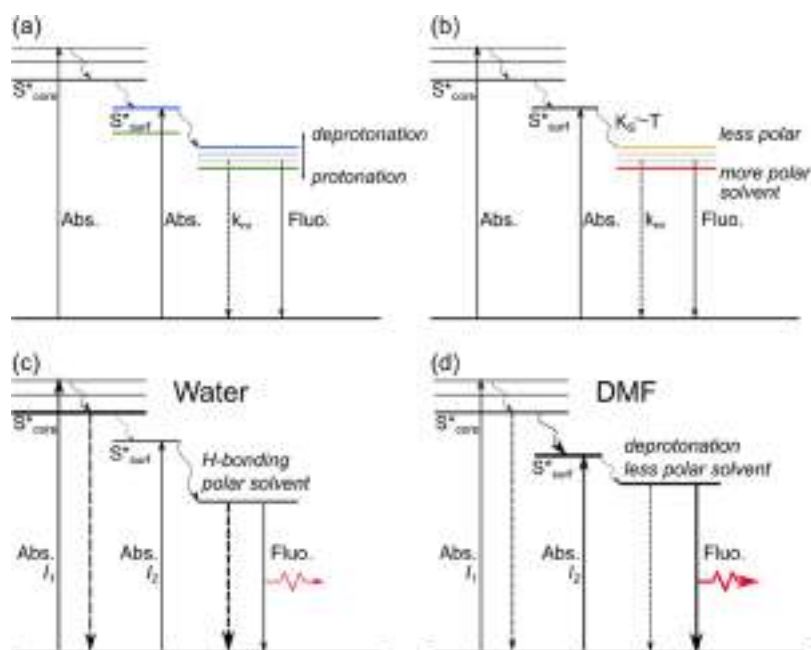 (a)
S*core
S*surf
deprotonation
protonation
Abs.
Abs.
Fluo.
(b)
S*core
S*surf
less polar
more polar
solvent
Abs.
Abs.
Fluo.
(c)
Water
S*core
S*surf
H-bonding
polar solvent
Abs.
I1
Abs.
I2
Fluo.
(d)
DMF
S*core
S*surf
deprotonation
less polar solvent
Abs.
I1
Abs.
I2
Fluo.